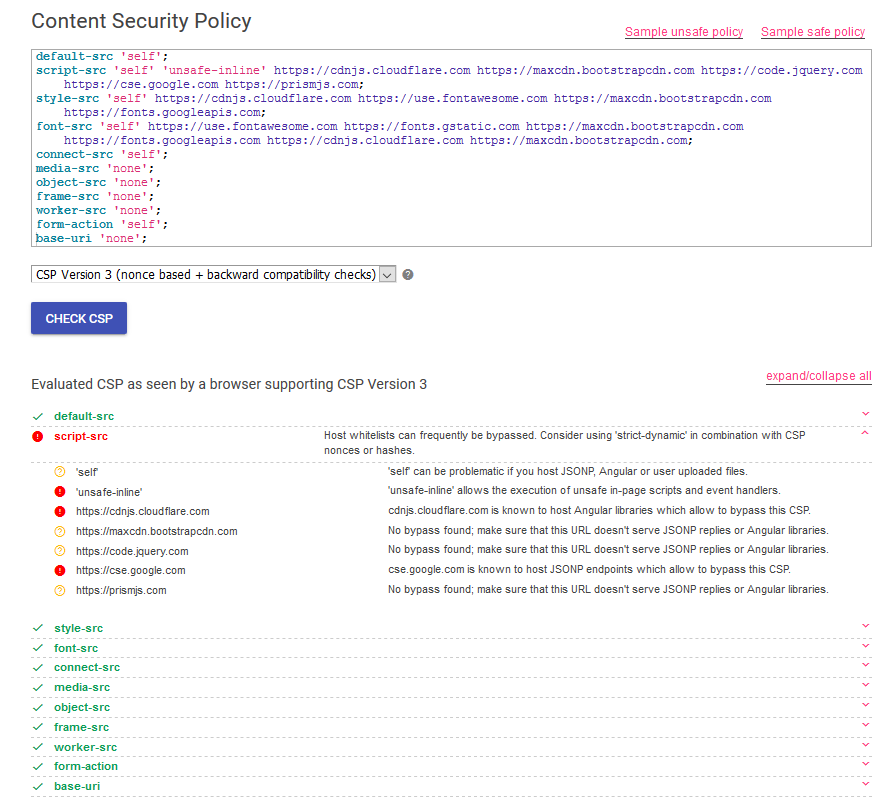 Content Security Policy
Sample unsafe policy Sample safe policy
default-src 'self';
script-src 'self' 'unsafe-inline' https://cdnjs.cloudflare.com https://maxcdn.bootstrapcdn.com https://code.jquery.com
https://cse.google.com https://prismjs.com;
style-src 'self' https://cdnjs.cloudflare.com https://use.fontawesome.com https://maxcdn.bootstrapcdn.com
https://fonts.googleapis.com;
font-src 'self' https://use.fontawesome.com https://fonts.gstatic.com https://maxcdn.bootstrapcdn.com
https://fonts.googleapis.com https://cdnjs.cloudflare.com https://maxcdn.bootstrapcdn.com;
connect-src 'self';
media-src 'none';
object-src 'none';
frame-src 'none';
worker-src 'none';
form-action 'self';
base-uri 'none';
CSP Version 3 (nonce based + backward compatibility checks) ?
CHECK CSP
Evaluated CSP as seen by a browser supporting CSP Version 3
expand/collapse all
default-src
script-src Host whitelists can frequently be bypassed. Consider using 'strict-dynamic' in combination with CSP
nonces or hashes.
'self' 'self' can be problematic if you host JSONP, Angular or user uploaded files.
'unsafe-inline' 'unsafe-inline' allows the execution of unsafe in-page scripts and event handlers.
https://cdnjs.cloudflare.com cdnjs.cloudflare.com is known to host Angular libraries which allow to bypass this CSP.
https://maxcdn.bootstrapcdn.com No bypass found; make sure that this URL doesn't serve JSONP replies or Angular libraries.
https://code.jquery.com No bypass found; make sure that this URL doesn't serve JSONP replies or Angular libraries.
https://cse.google.com cse.google.com is known to host JSONP endpoints which allow to bypass this CSP.
https://prismjs.com No bypass found; make sure that this URL doesn't serve JSONP replies or Angular libraries.
style-src
font-src
connect-src
media-src
object-src
frame-src
worker-src
form-action
base-uri